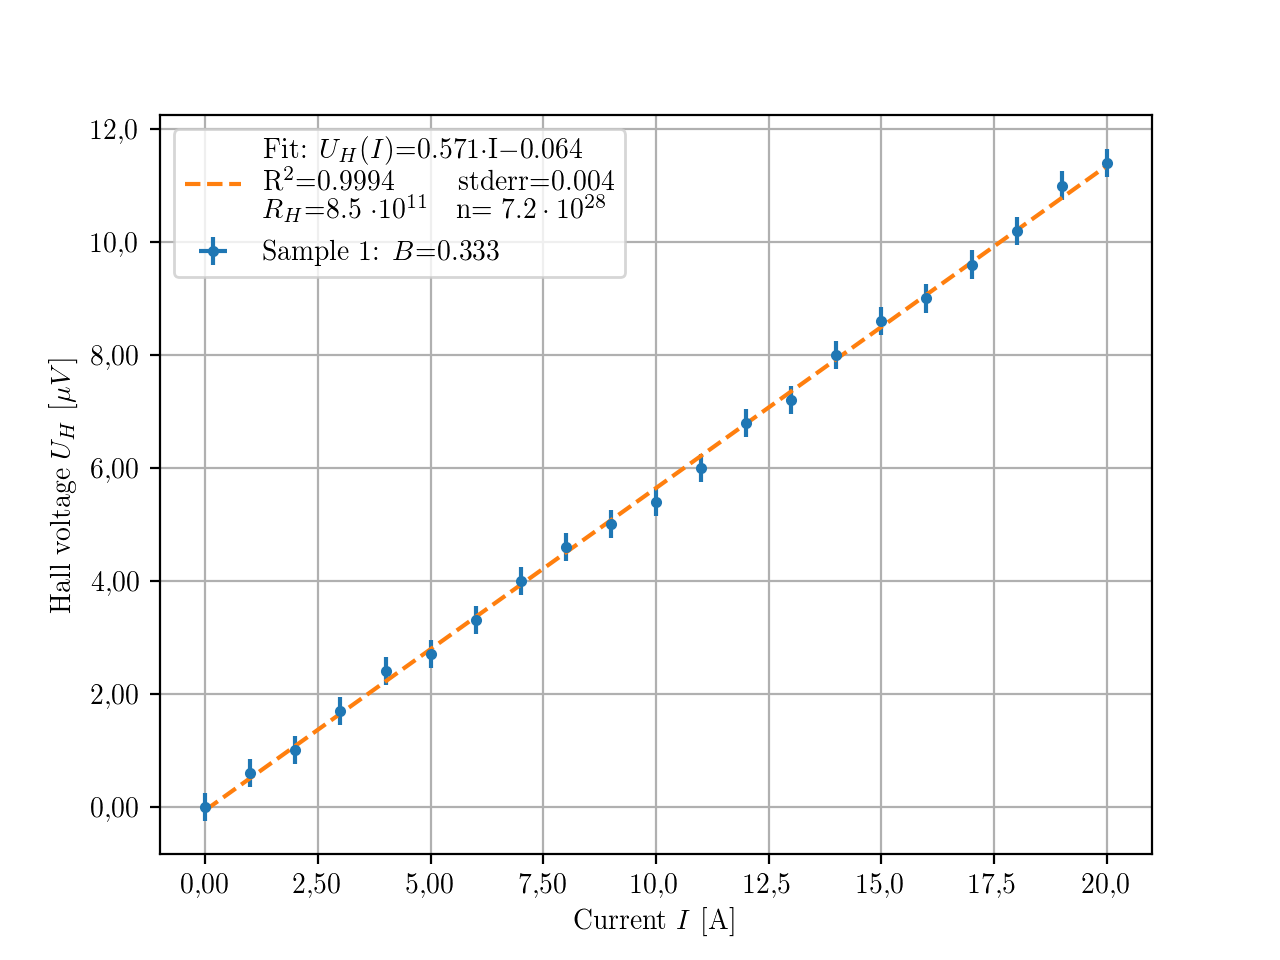 Fit: U_H(I)=0.571·I−0.064
R²=0.9994 stderr=0.004
R_H=8.5 ·10¹¹ n= 7.2 · 10²⁸
Sample 1: B=0.333
12,0
10,0
8,00
6,00
4,00
2,00
0,00
Hall voltage U_H [μV]
0,00 2,50 5,00 7,50 10,0 12,5 15,0 17,5 20,0
Current I [A]